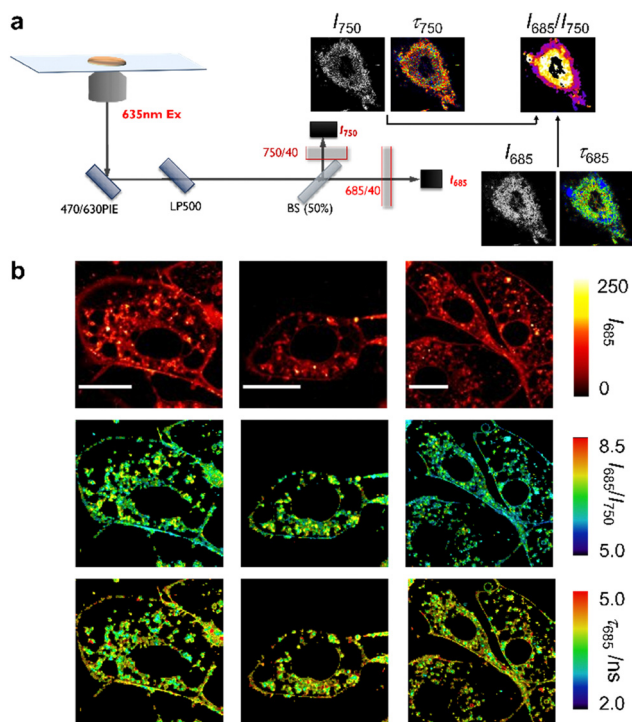 a
I750
τ750
I685/I750
635nm Ex
I750
750/40
I685
685/40
470/630PIE
LP500
BS (50%)
I685
τ685
b
250
I685
0
8.5
I685/I750
5.0
5.0
τ685 /ns
2.0